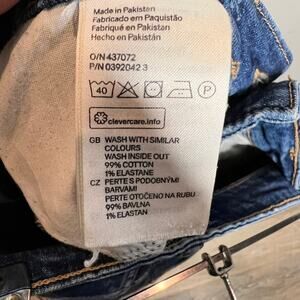 Made in Pakistan
Fabricado em Paquistão
Fabriqué en Pakistán
Hecho en Pakistán
O/N 437072
P/N 0392042 3
40 P
clevercare.info
GB WASH WITH SIMILAR
COLOURS
WASH INSIDE OUT
99% COTTON
1% ELASTANE
CZ PERTE S PODOBNÝMI
BARVAMI
PERTE OTOČENO NA RUBU
99% BAVLNA
1% ELASTAN